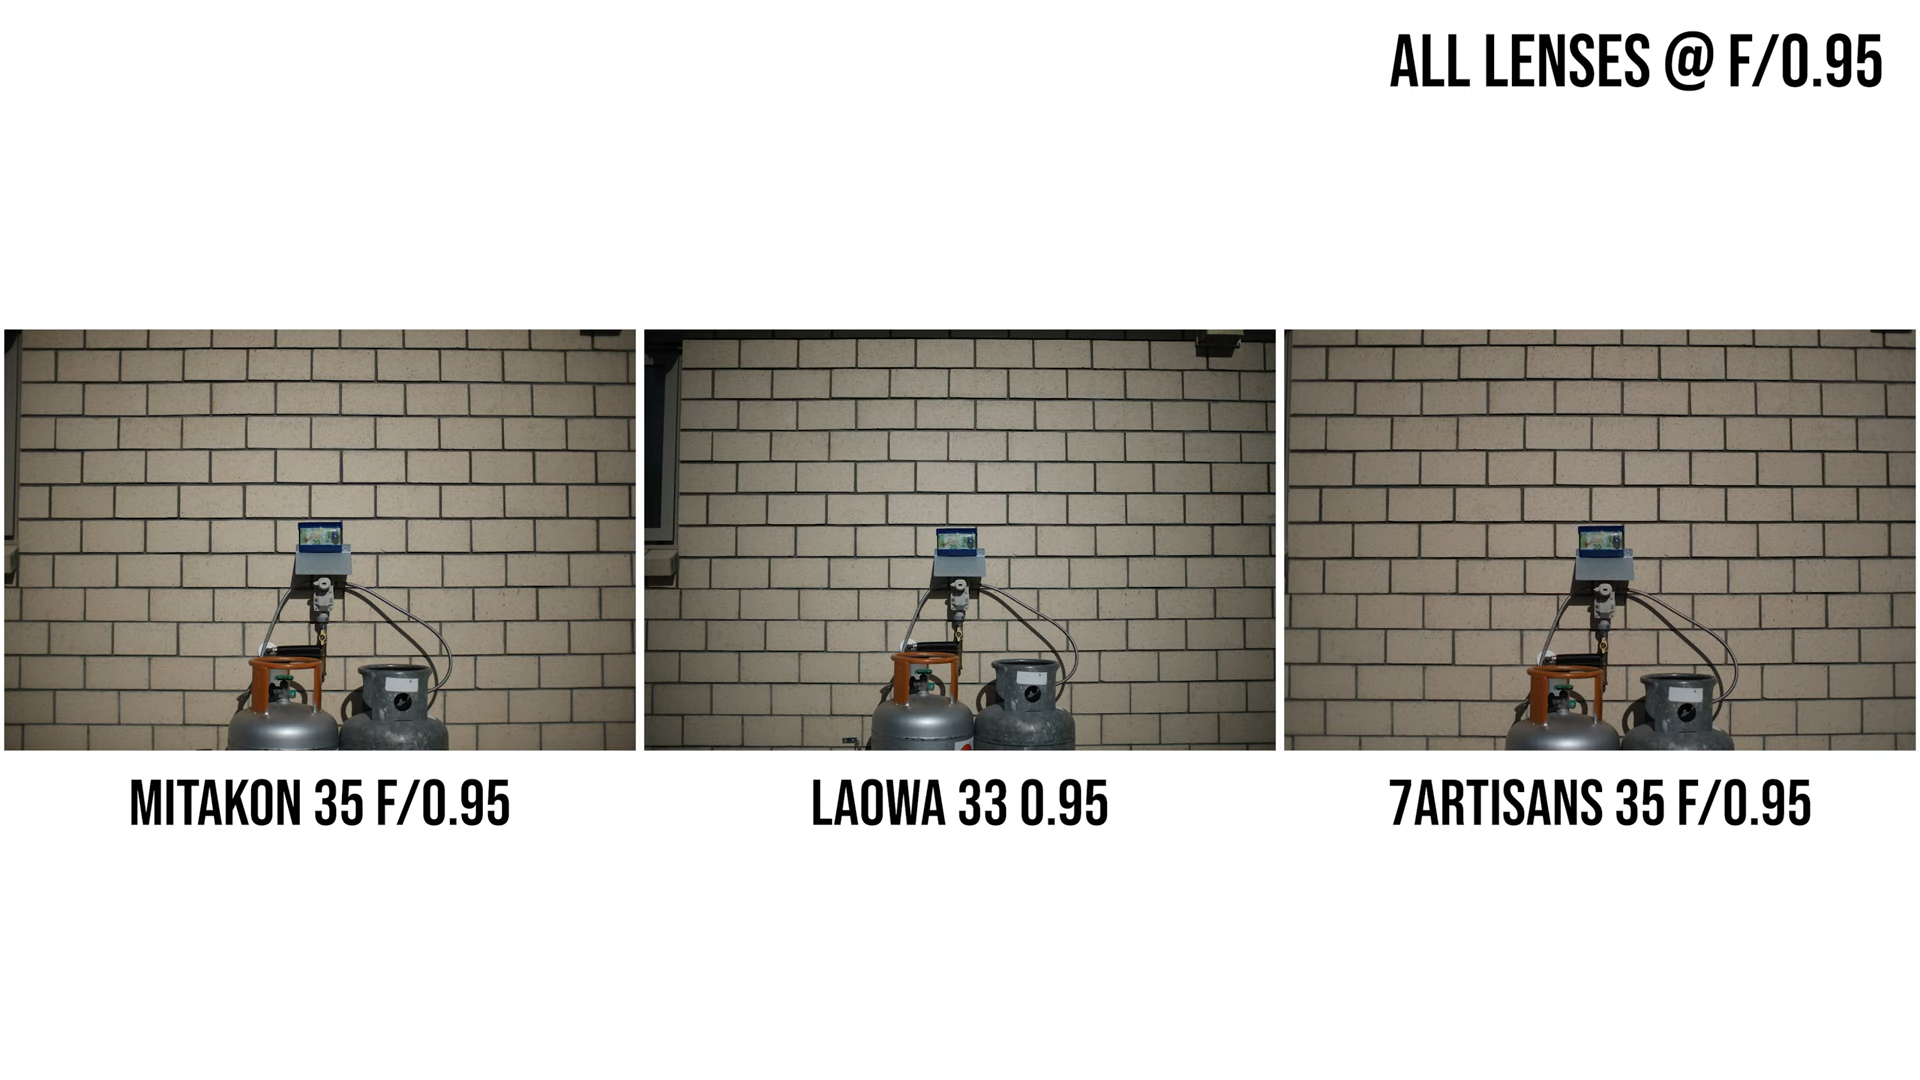 ALL LENSES @ F/0.95
MITAKON 35 F/0.95
LAOWA 33 0.95
7ARTISANS 35 F/0.95